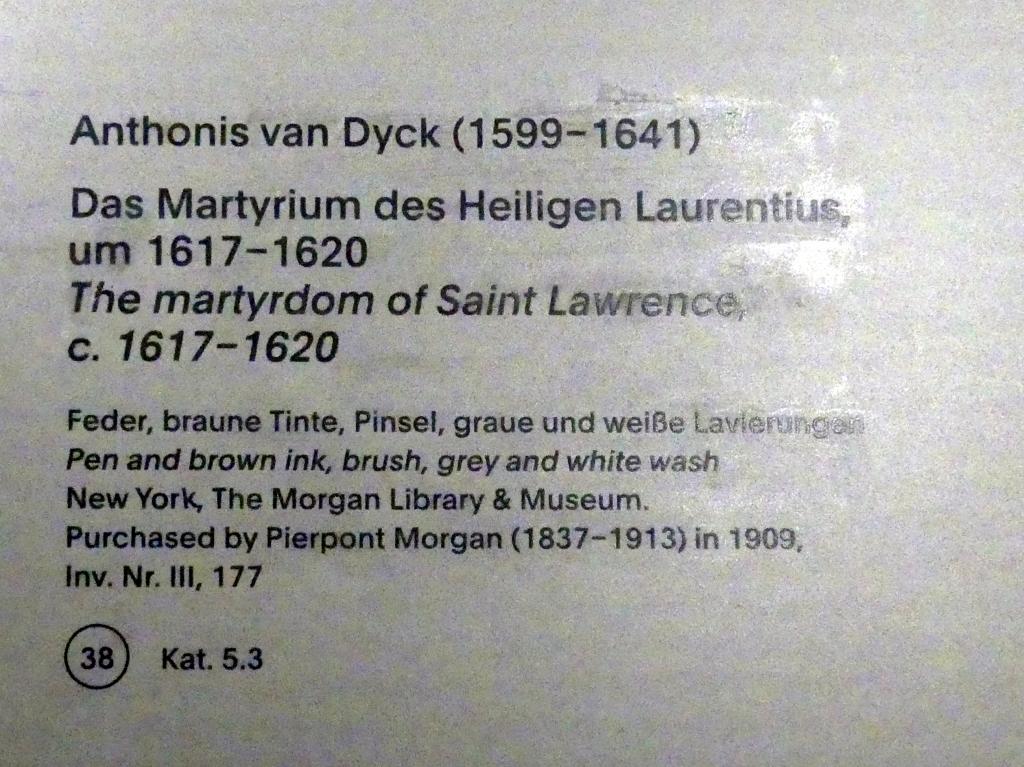 Anthonis van Dyck (1599–1641)
Das Martyrium des Heiligen Laurentius,
um 1617–1620
The martyrdom of Saint Lawrence,
c. 1617–1620
Feder, braune Tinte, Pinsel, graue und weiße Lavierungen
Pen and brown ink, brush, grey and white wash
New York, The Morgan Library & Museum.
Purchased by Pierpont Morgan (1837–1913) in 1909,
Inv. Nr. III, 177
38 Kat. 5.3